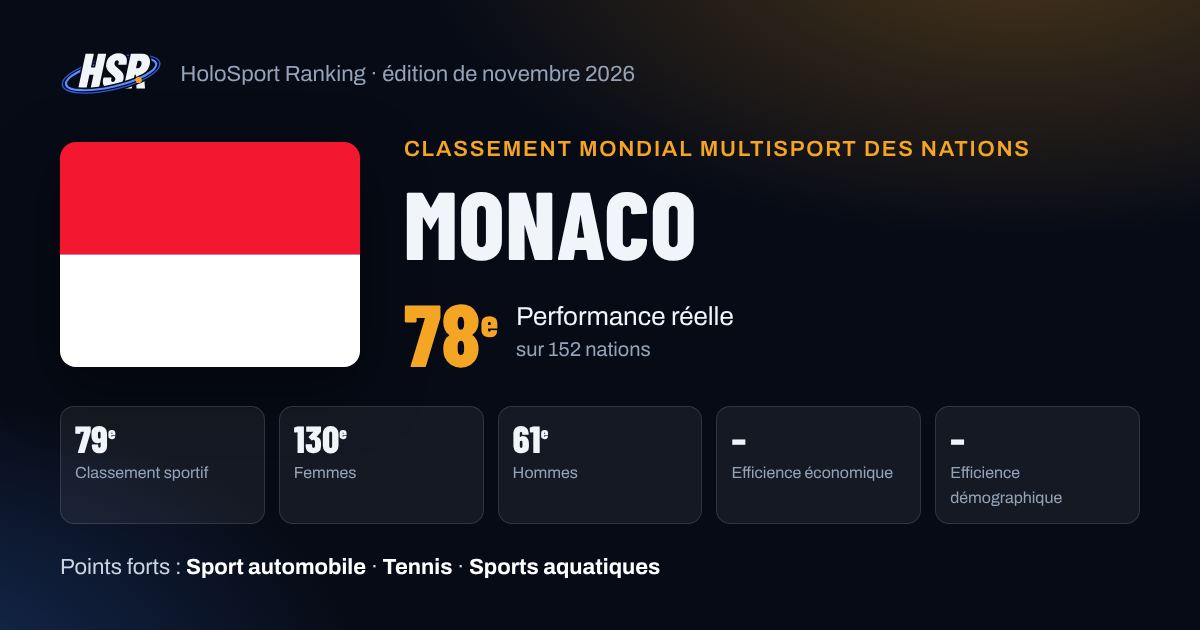 HSR
HoloSport Ranking · édition de novembre 2026
CLASSEMENT MONDIAL MULTISPORT DES NATIONS
MONACO
78e
Performance réelle
sur 152 nations
79e
Classement sportif
130e
Femmes
61e
Hommes
–
Efficience économique
–
Efficience
démographique
Points forts : Sport automobile · Tennis · Sports aquatiques